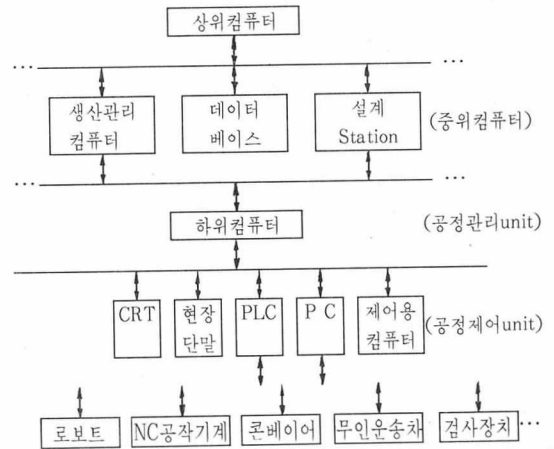 상위컴퓨터
... ...
생산관리 데이터 설계
컴퓨터 베이스 Station (중위컴퓨터)
... ...
하위컴퓨터 (공정관리unit)
CRT 현장 PLC P C 제어용
단말 컴퓨터 (공정제어unit)
로보트 NC공작기계 콘베이어 무인운송차 검사장치 ...